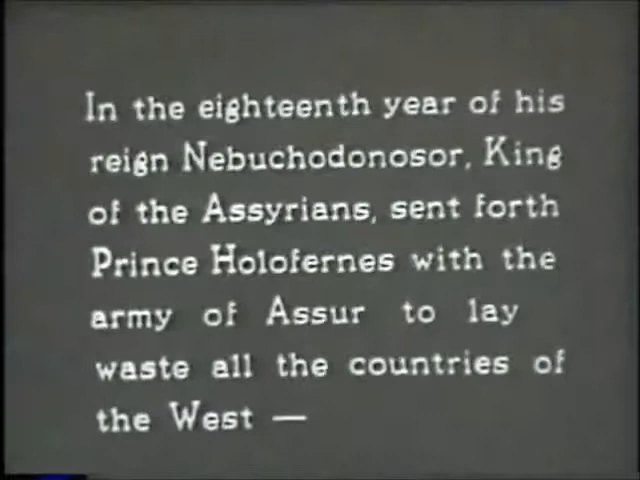 In the eighteenth year of his
reign Nebuchodonosor, King
of the Assyrians, sent forth
Prince Holofernes with the
army of Assur to lay
waste all the countries of
the West —